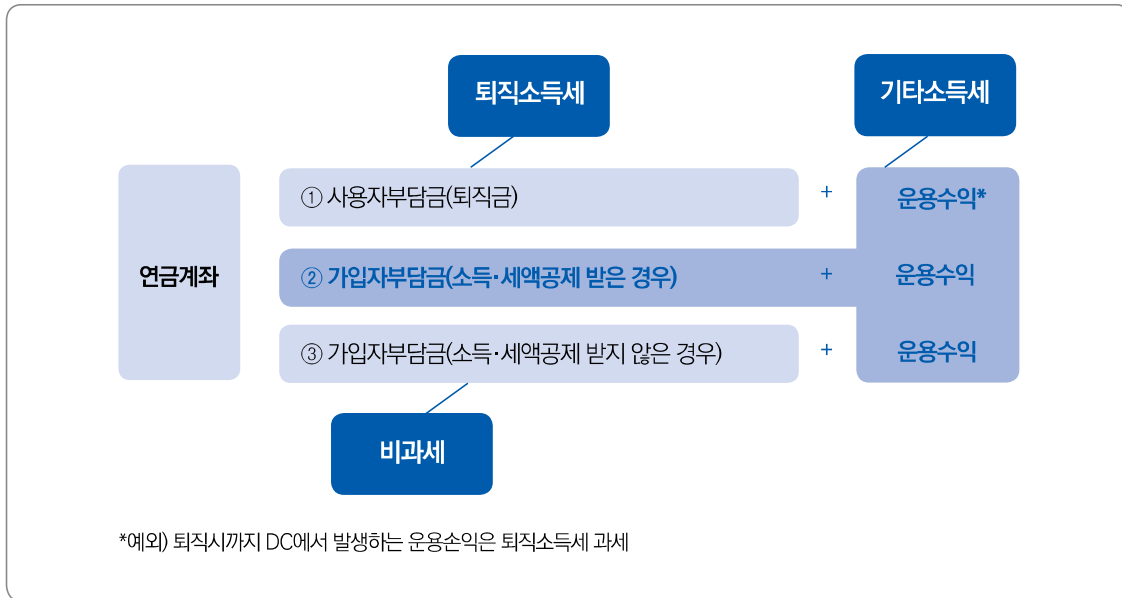 퇴직소득세
기타소득세
① 사용자부담금(퇴직금) + 운용수익*
연금계좌
② 가입자부담금(소득·세액공제 받은 경우) + 운용수익
③ 가입자부담금(소득·세액공제 받지 않은 경우) + 운용수익
비과세
*예외) 퇴직시까지 DC에서 발생하는 운용손익은 퇴직소득세 과세